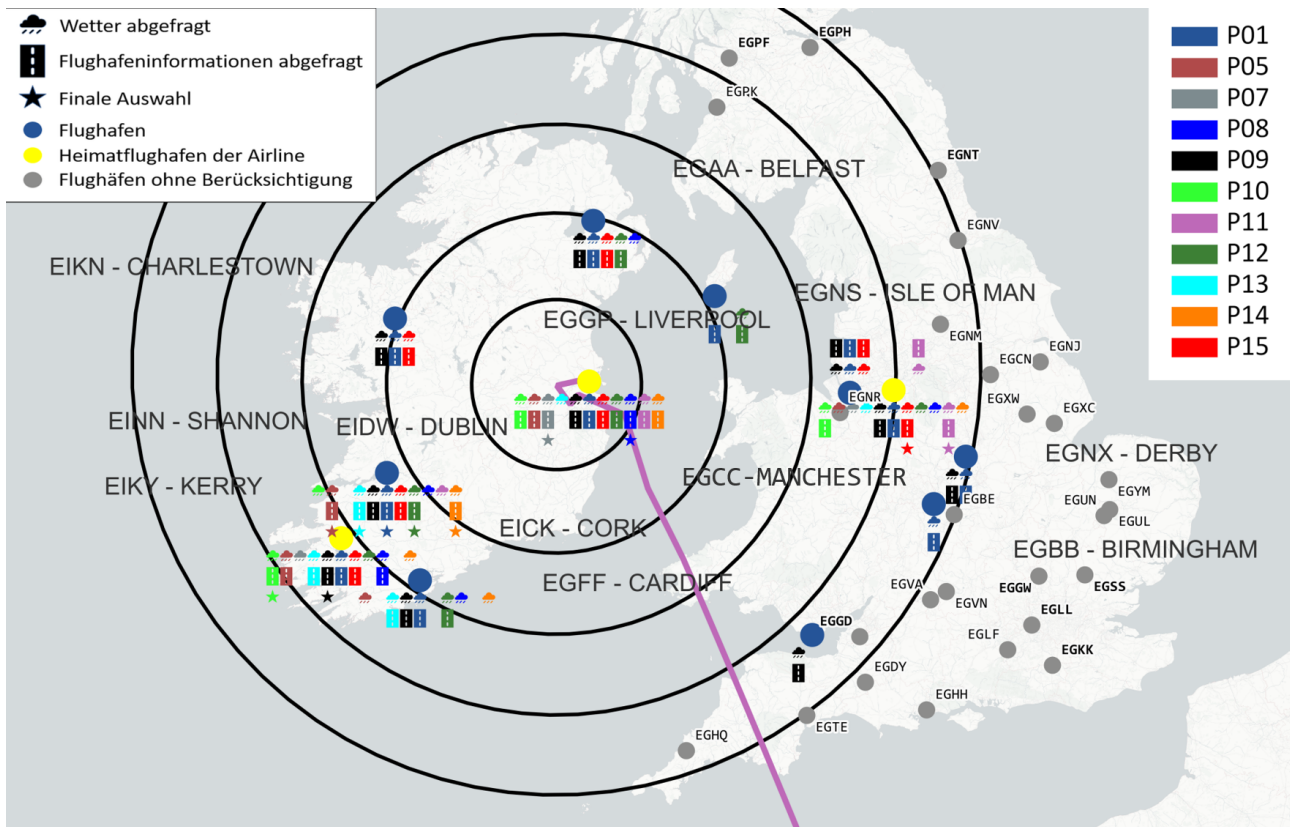 Wetter abgefragt
Flughafeninformationen abgefragt
Finale Auswahl
Flughafen
Heimatflughafen der Airline
Flughäfen ohne Berücksichtigung
P01
P05
P07
P08
P09
P10
P11
P12
P13
P14
P15
EGPF
EGPH
EGPK
EGAA - BELFAST
EGNT
EGNV
EIKN - CHARLESTOWN
EGNS - ISLE OF MAN
EGGP - LIVERPOOL
EGNM
EGCN
EGNJ
EGNR
EGXW
EGXC
EINN - SHANNON
EIDW - DUBLIN
EGNX - DERBY
EIKY - KERRY
EGCC-MANCHESTER
EGYM
EGUN
EGUL
EGBE
EICK - CORK
EGBB - BIRMINGHAM
EGFF - CARDIFF
EGGW
EGSS
EGVA
EGVN
EGGD
EGLL
EGLF
EGKK
EGDY
EGHH
EGTE
EGHQ